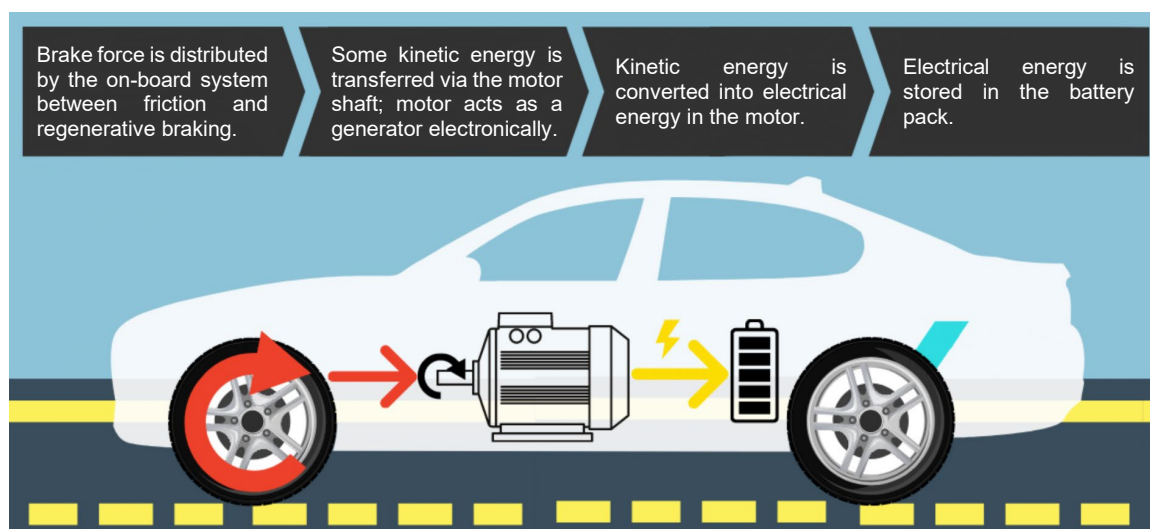 Brake force is distributed
by the on-board system
between friction and
regenerative braking.
Some kinetic energy is
transferred via the motor
shaft; motor acts as a
generator electronically.
Kinetic energy is
converted into electrical
energy in the motor.
Electrical energy is
stored in the battery
pack.